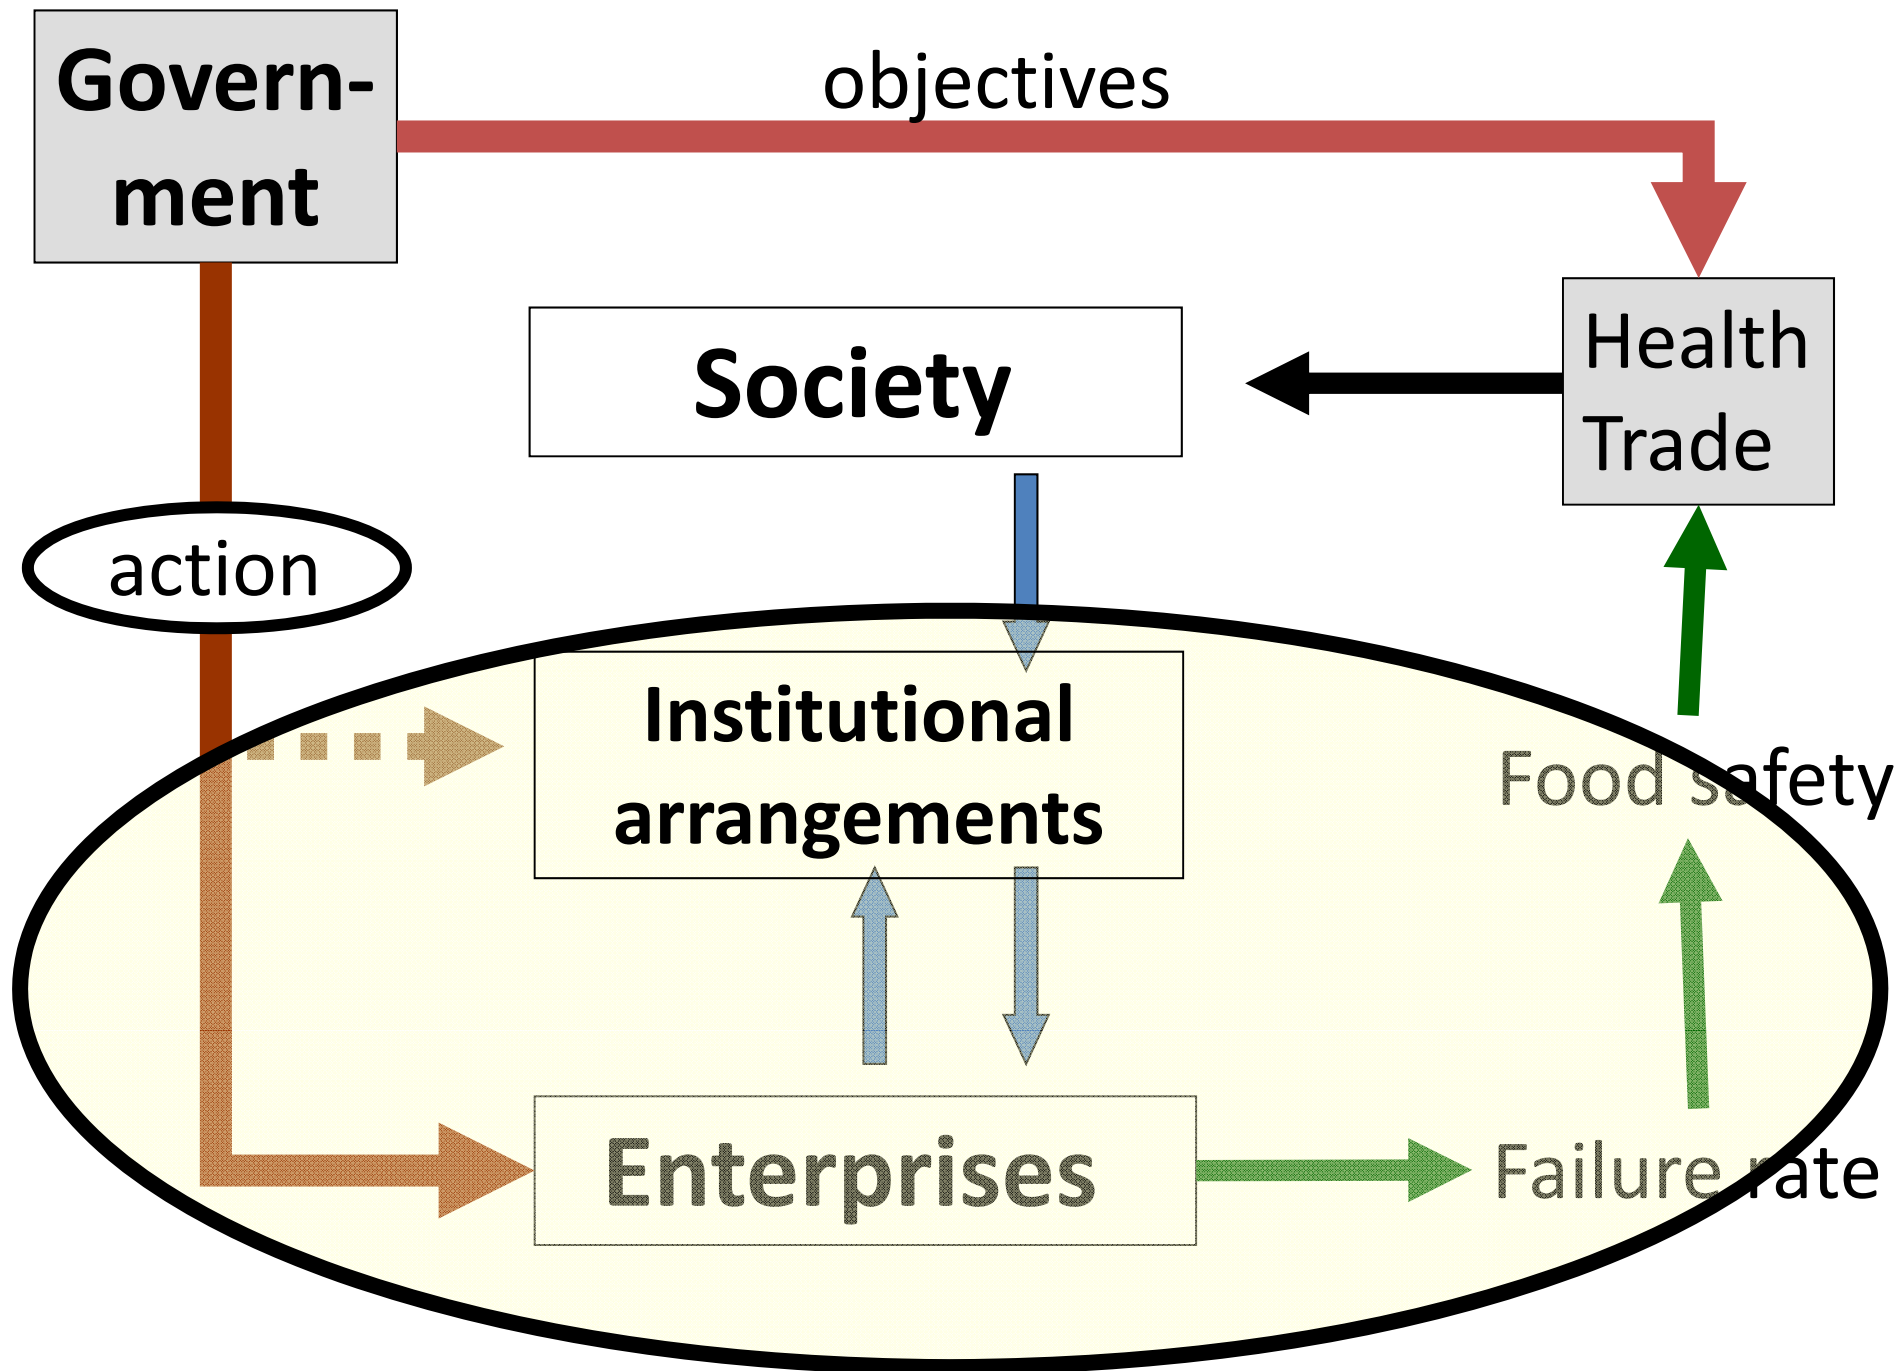 Govern-
ment
objectives
Society
Health
Trade
action
Institutional
arrangements
Food safety
Enterprises
Failure rate